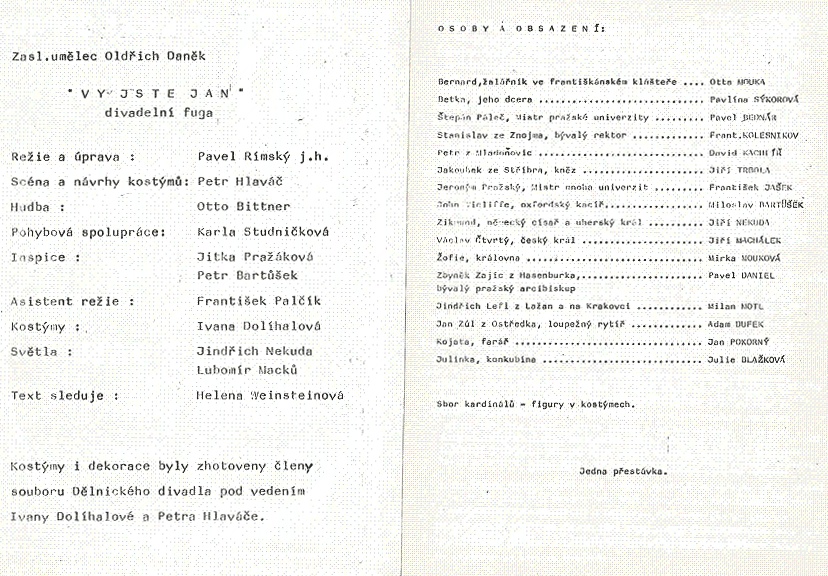 Zasl.umělec Oldřich Daněk
" V Y JSTE JAN "
divadelní fuga
Režie a úprava : Pavel Rímský j.h.
Scéna a návrhy kostýmů: Petr Hlaváč
Hudba : Otto Bittner
Pohybová spolupráce: Karla Studničková
Inspice : Jitka Pražáková
Petr Bartůšek
Asistent režie : František Palčík
Kostýmy : Ivana Dolíhalová
Světla : Jindřich Nekuda
Lubomír Macků
Text sleduje : Helena Weinsteinová
Kostýmy i dekorace byly zhotoveny členy
souboru Dělnického divadla pod vedením
Ivany Dolíhalové a Petra Hlaváče.
OSOBY A OBSAZENÍ:
Bernard,žalářník ve františkánském klášteře .... Otto NOUKA
Betka, jeho dcera ............................ Pavlína SÝKOROVÁ
Štěpán Páleč, Mistr pražské univerzity ...... Pavel BEDNÁŘ
Stanislav ze Znojma, bývalý rektor .......... Frant.KOLESNIKOV
Petr z Mladoňovic ............................ David
Jakoubek ze Stříbra, kněz ................... Jiří TRBOLA
Jeroným Pražský, Mistr mnoha univerzit ....... František JAŠEK
John Wicliffe, oxfordský kacíř................ Miloslav BARTŮŠEK
Zikmund, německý císař a uherský král ....... Jiří NEKUDA
Václav Čtvrtý, český král .................... Jiří MACHÁLEK
Žofie, královna .............................. Mirka NOUKOVÁ
Zbyněk Zajíc z Hasenburka,.................... Pavel DANIEL
bývalý pražský arcibiskup
Jindřich Lefl z Lažan a na Krakovci .......... Milan MOTL
Jan Zúl z Ostředka, loupežný rytíř ........... Adam DUFEK
Kojata, farář ................................ Jan POKORNÝ
Julinka, konkubína ........................... Julie BLAŽKOVÁ
Sbor kardinálů - figury v kostýmech.
Jedna přestávka.